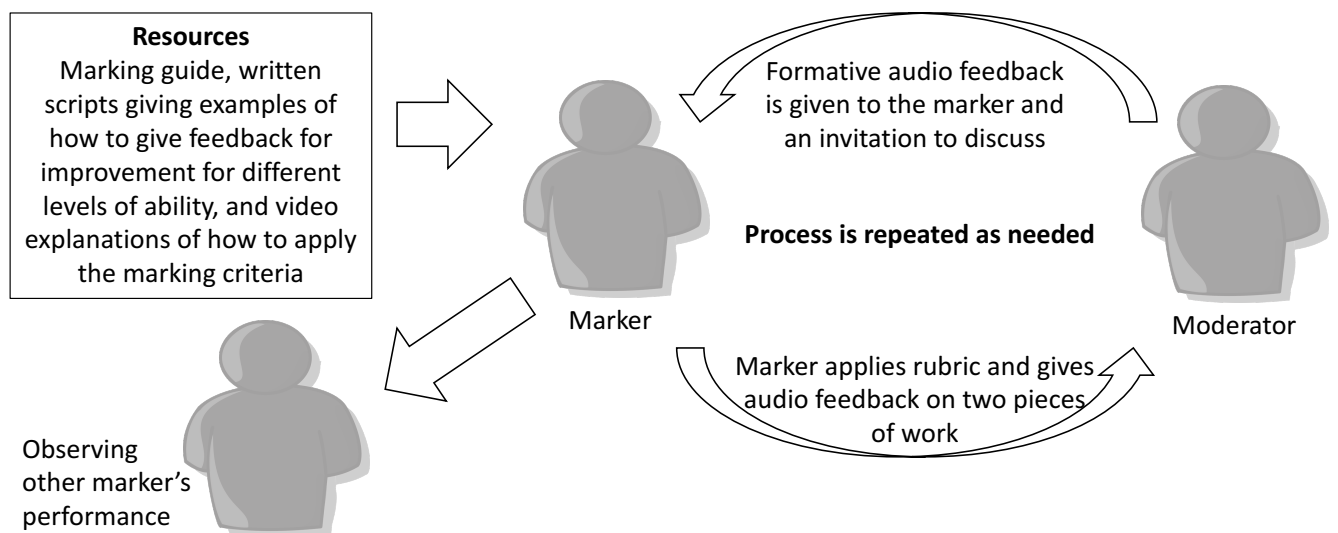 Resources
Marking guide, written
scripts giving examples of
how to give feedback for
improvement for different
levels of ability, and video
explanations of how to apply
the marking criteria
Formative audio feedback
is given to the marker and
an invitation to discuss
Process is repeated as needed
Marker
Moderator
Marker applies rubric and gives
audio feedback on two pieces
of work
Observing
other marker's
performance